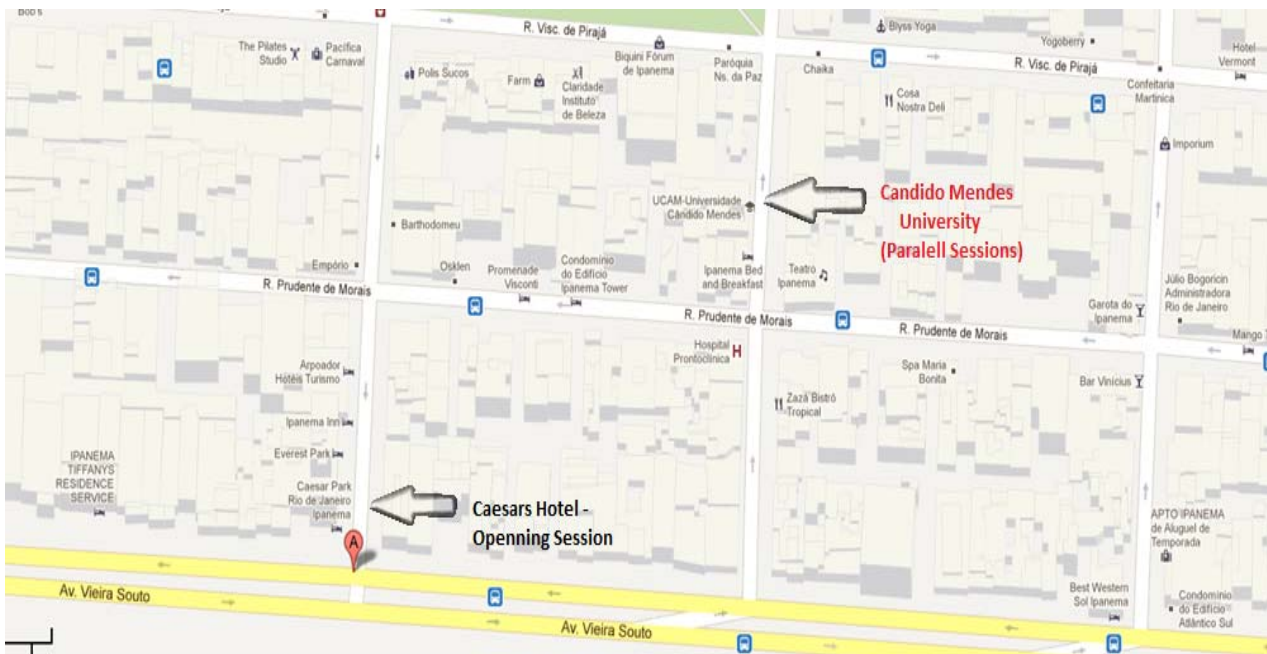 Bob's
R. Visc. de Pirajá
The Pilates
Studio
Pacífica
Carnaval
Polis Sucos
Farm
Claridade
Instituto
de Beleza
Biquini Fórum
de Ipanema
Paróquia
Ns. da Paz
Chaika
Blyss Yoga
Yogoberry
R. Visc. de Pirajá
Hotel
Vermont
Confeitaria
Martinica
Cosa
Nostra Deli
Imporium
UCAM-Universidade
Cândido Mendes
Candido Mendes
University
(Paralell Sessions)
Barthodomeu
Empório
Osklen
Promenade
Visconti
Condomínio
do Edifício
Ipanema Tower
Ipanema Bed
and Breakfast
Teatro
Ipanema
Garota do
Ipanema
Júlio Bogoricin
Administradora
Rio de Janeiro
R. Prudente de Morais
R. Prudente de Morais
R. Prudente de Morais
Mango
Hospital
Prontoclínica
H
Arpoador
Hotéis Turismo
Spa Maria
Bonita
Bar Vinicius
Zazá Bistrô
Tropical
Ipanema Inn
Everest Park
IPANEMA
TIFFANYS
RESIDENCE
SERVICE
Caesar Park
Rio de Janeiro
Ipanema
Caesars Hotel -
Openning Session
A
APTO IPANEMA
de Aluguel de
Temporada
Best Western
Sol Ipanema
Condomínio
do Edifício
Atlântico Sul
Av. Vieira Souto
Av. Vieira Souto